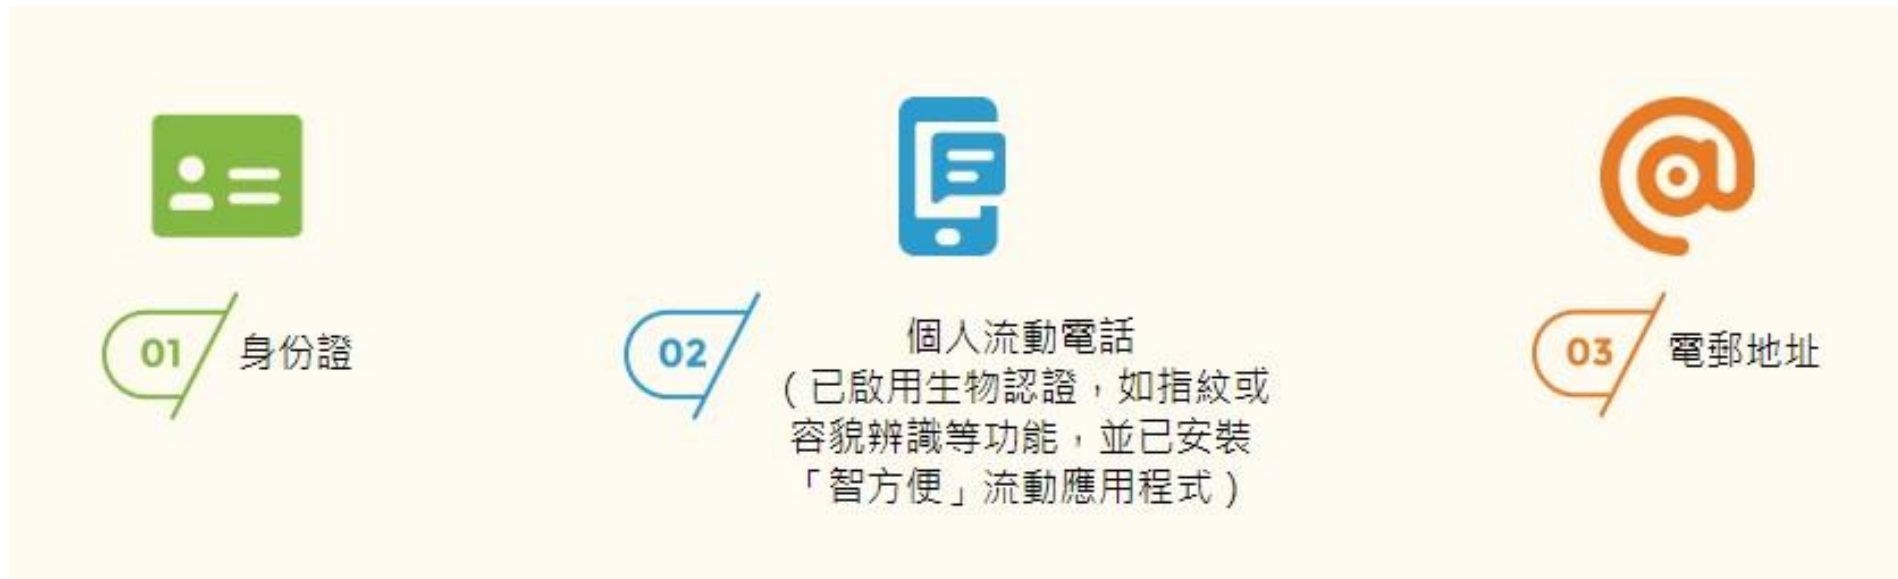 01 身份證
02 個人流動電話
（已啟用生物認證，如指紋或
容貌辨識等功能，並已安裝
「智方便」流動應用程式）
03 電郵地址